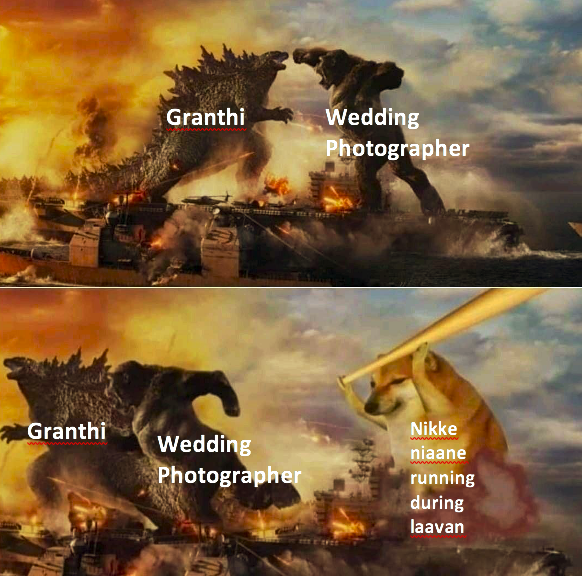 Granthi
Wedding
Photographer
Granthi
Wedding
Photographer
Nikke
niaane
running
during
laavan